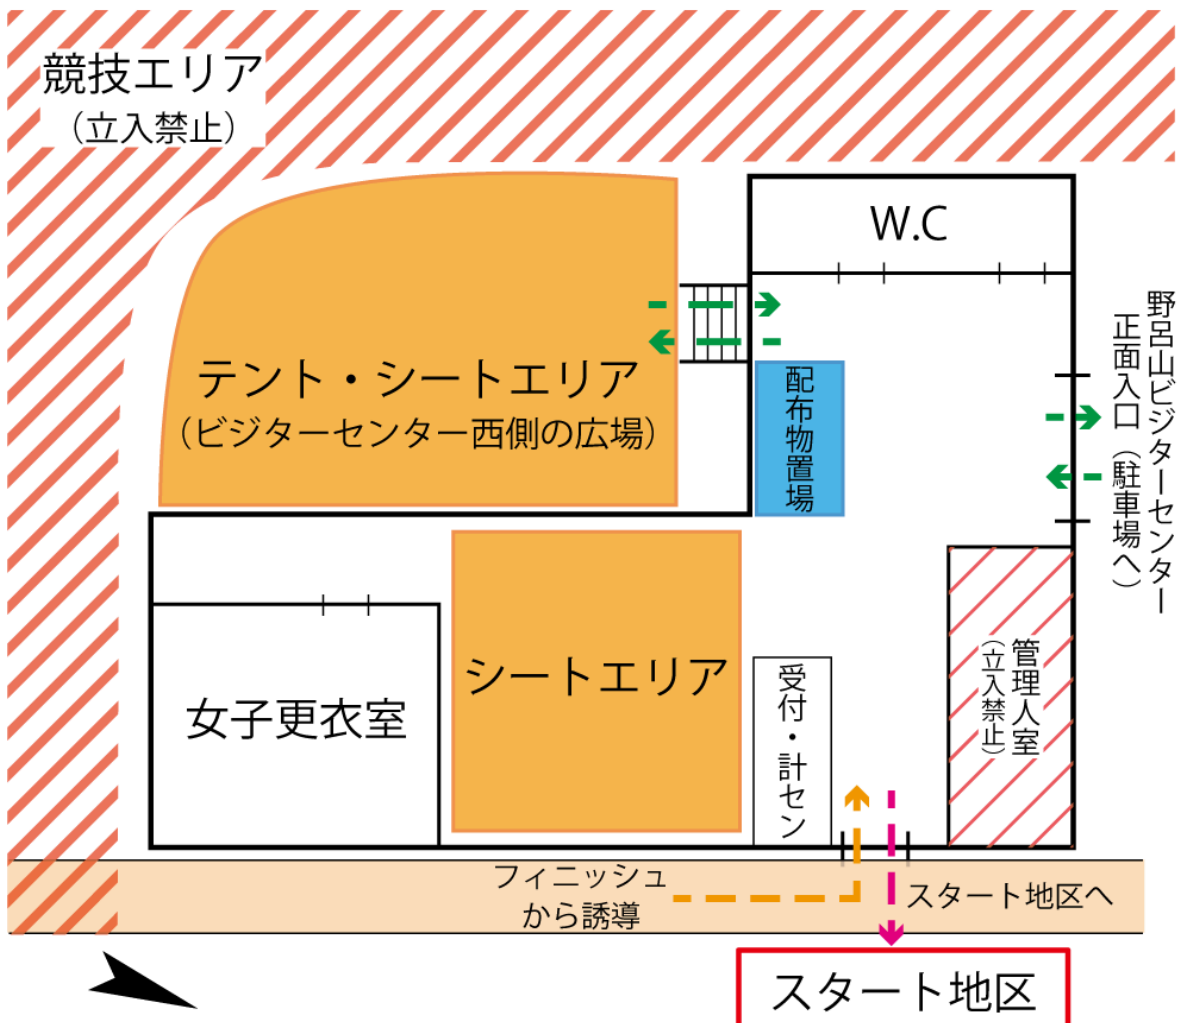 競技エリア
（立入禁止）
W.C
テント・シートエリア
（ビジターセンター西側の広場）
配布物置場
野呂山ビジターセンター
正面入口（駐車場へ）
シートエリア
女子更衣室
受付・計セン
管理人室
（立入禁止）
フィニッシュ
から誘導
スタート地区へ
スタート地区